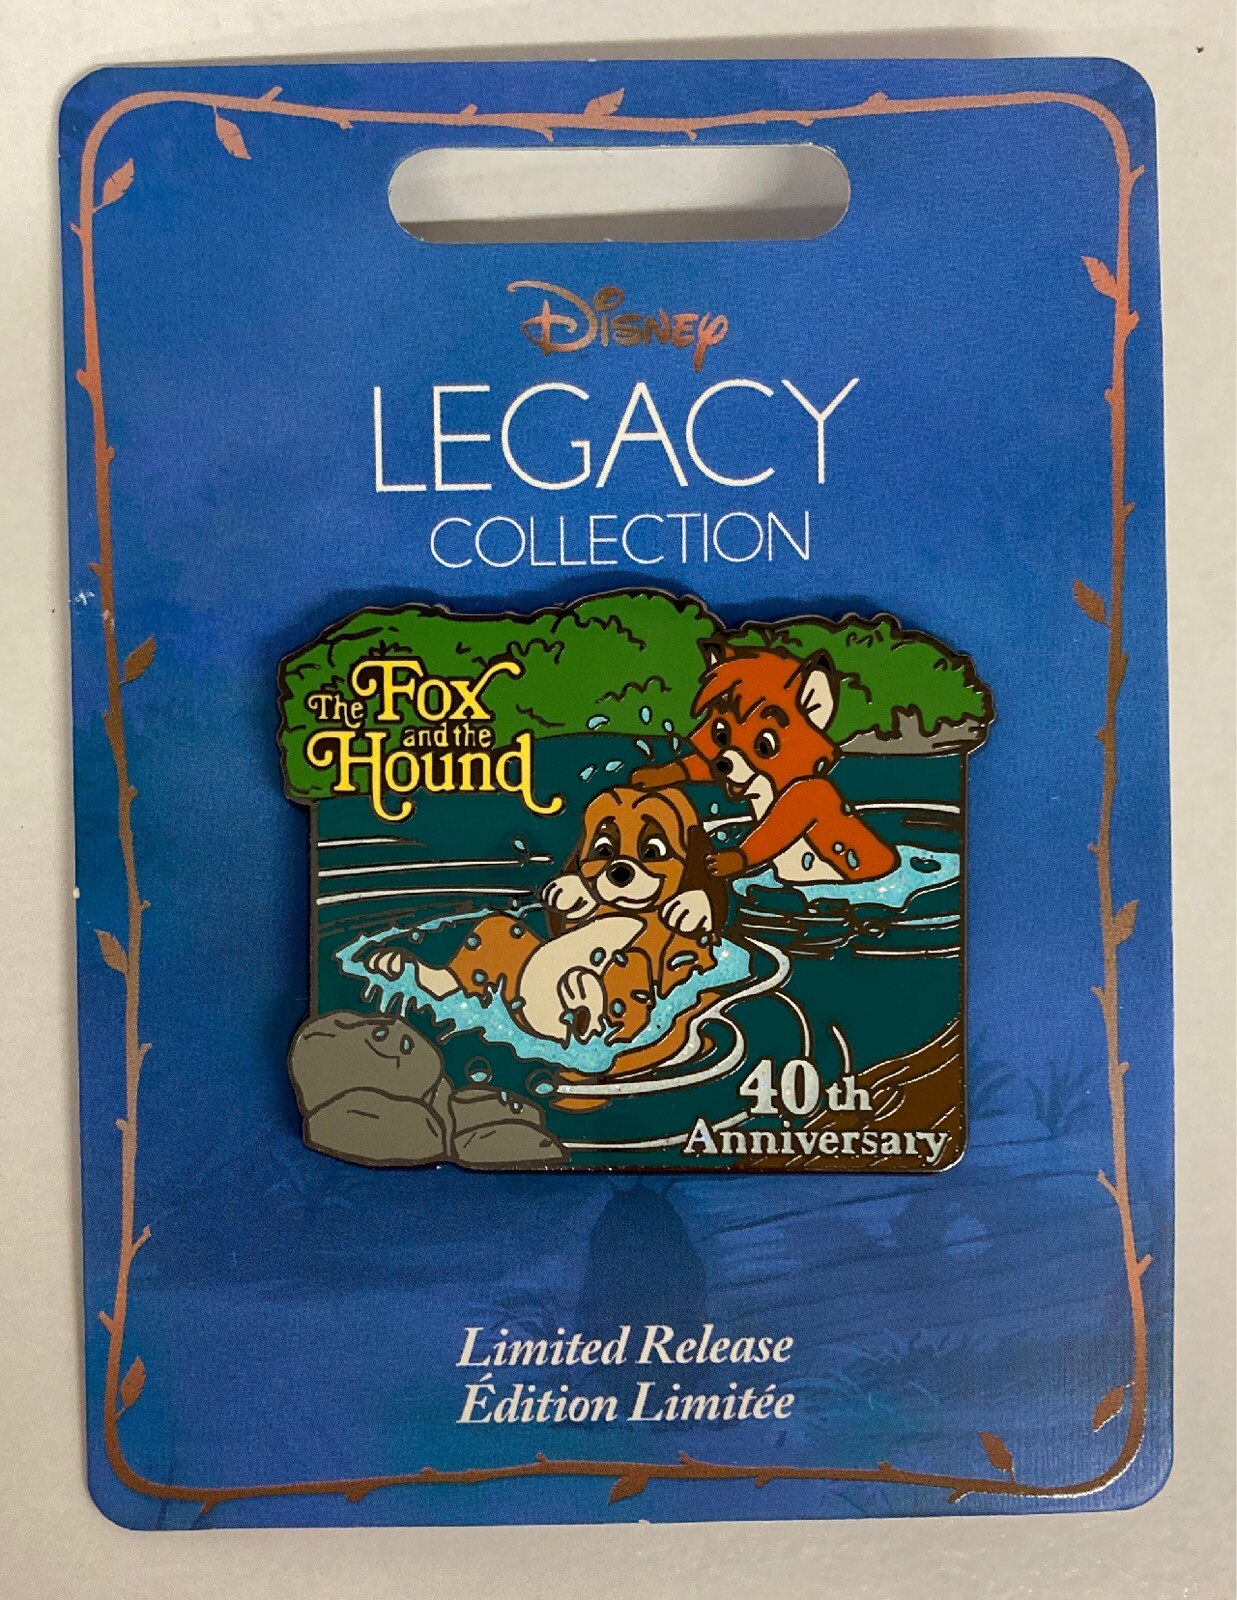 Disney
LEGACY
COLLECTION
The Fox
and the
Hound
40th
Anniversary
Limited Release
Édition Limitée